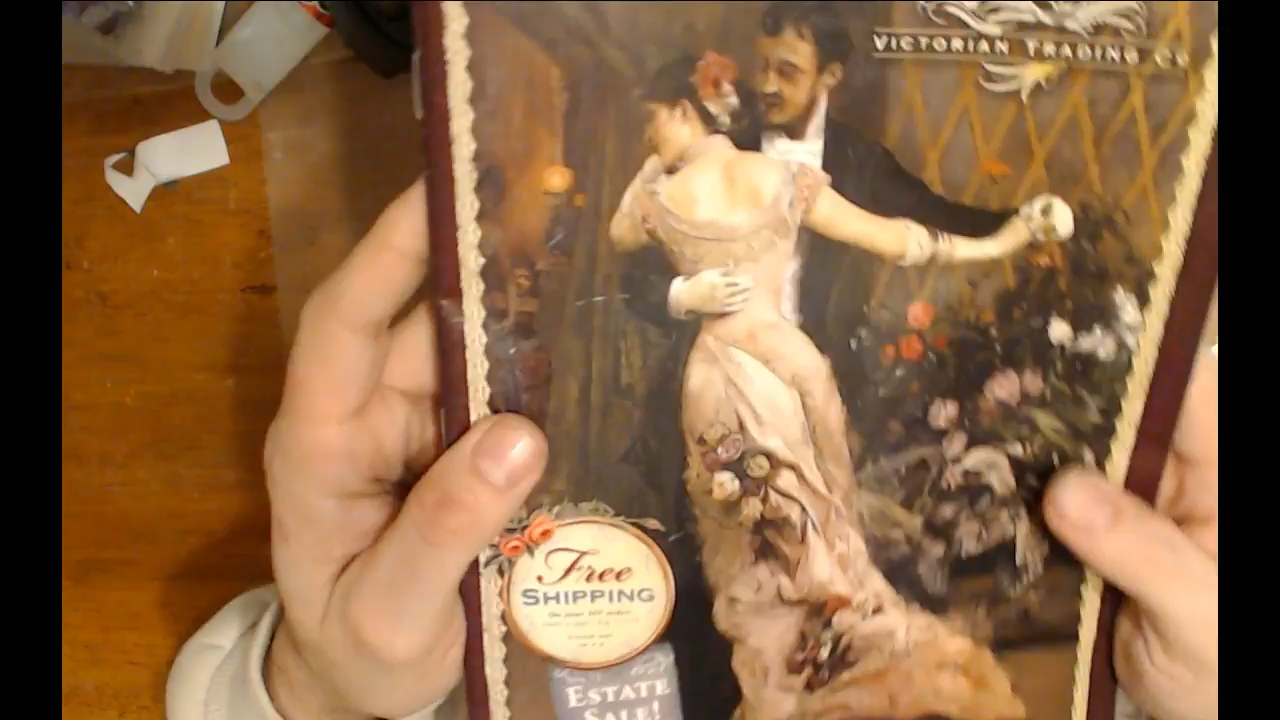 VICTORIAN TRADING CO
Free
SHIPPING
ESTATE
SALE!